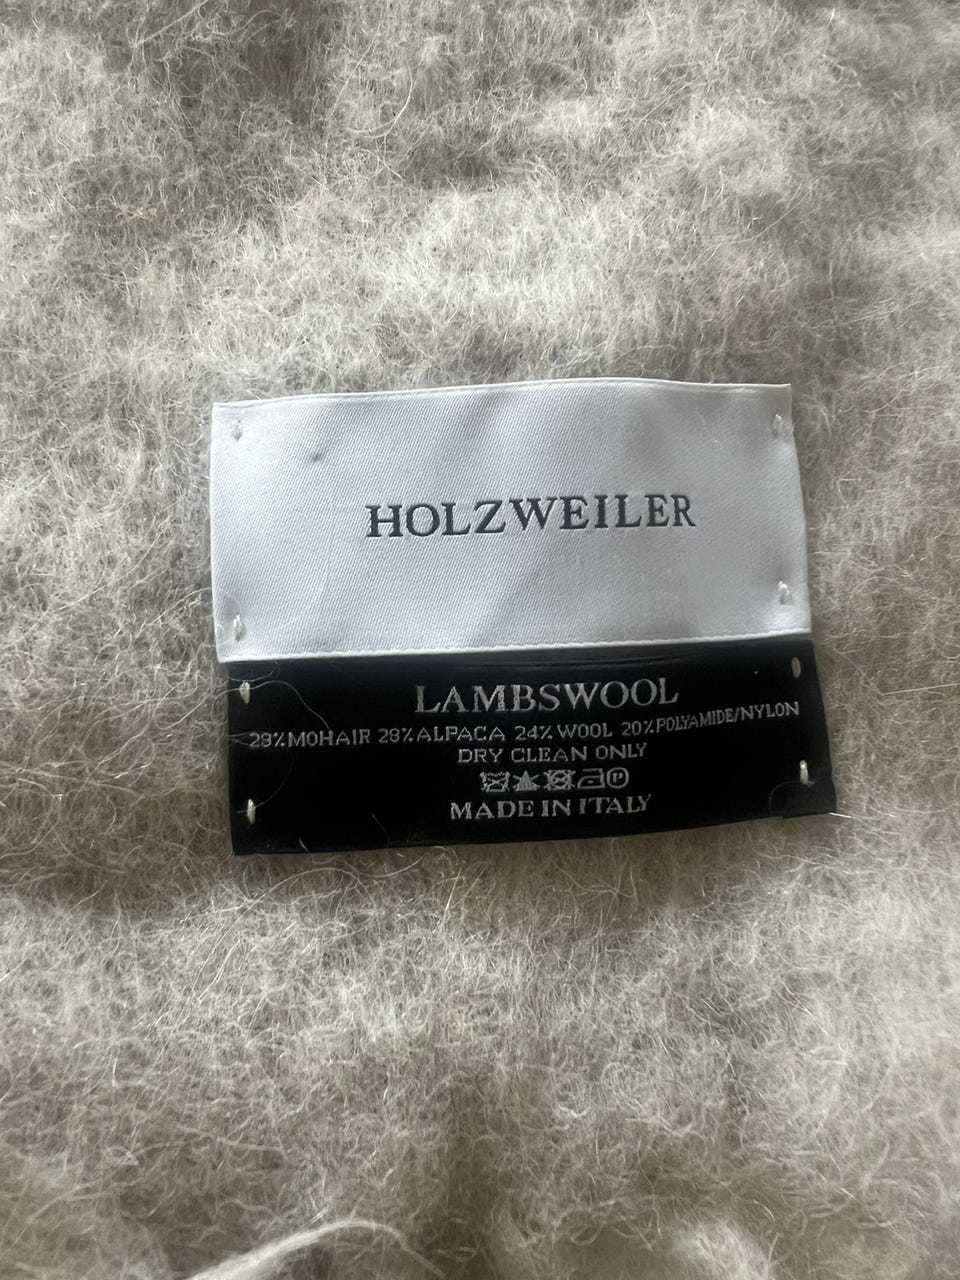 HOLZWEILER
LAMBSWOOL
28%MOHAIR 28%ALPACA 24%WOOL 20%POLYAMIDE/NYLON
DRY CLEAN ONLY
MADE IN ITALY